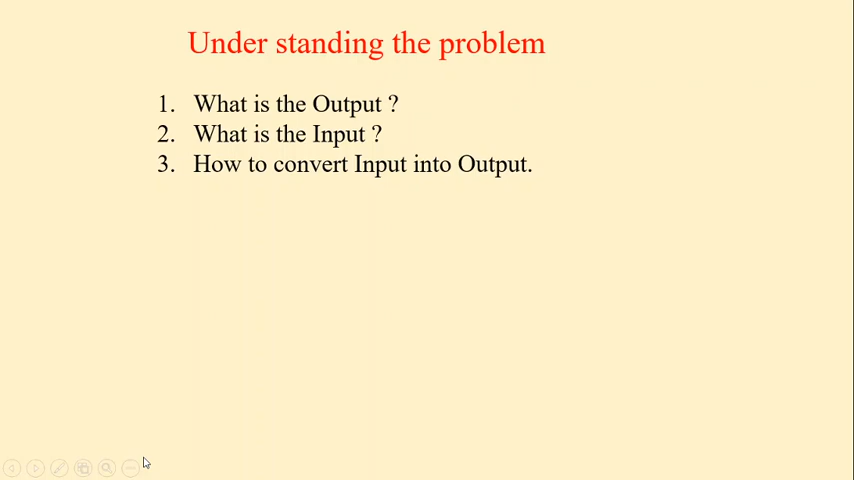 Under standing the problem
1. What is the Output ?
2. What is the Input ?
3. How to convert Input into Output.